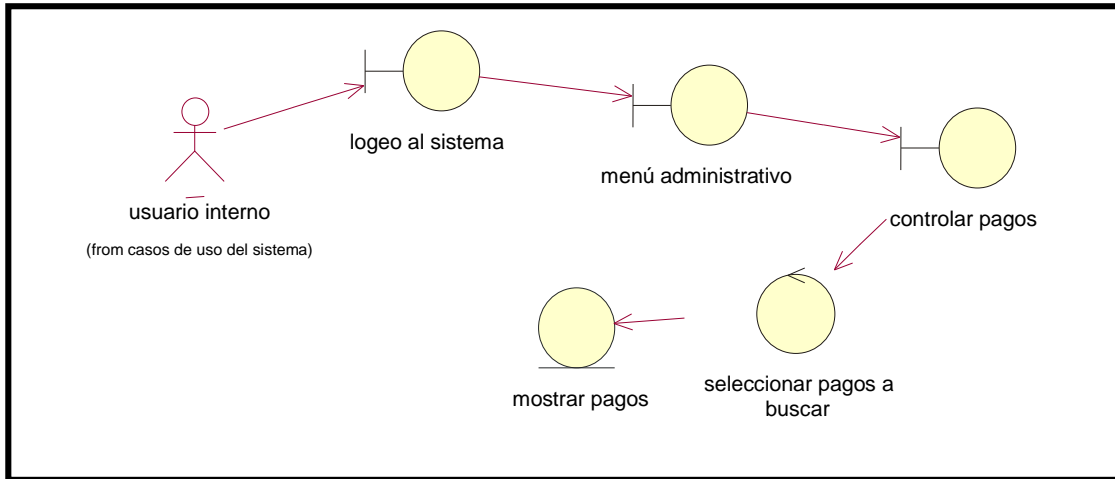 logeo al sistema
menú administrativo
usuario interno
(from casos de uso del sistema)
controlar pagos
mostrar pagos
seleccionar pagos a
buscar